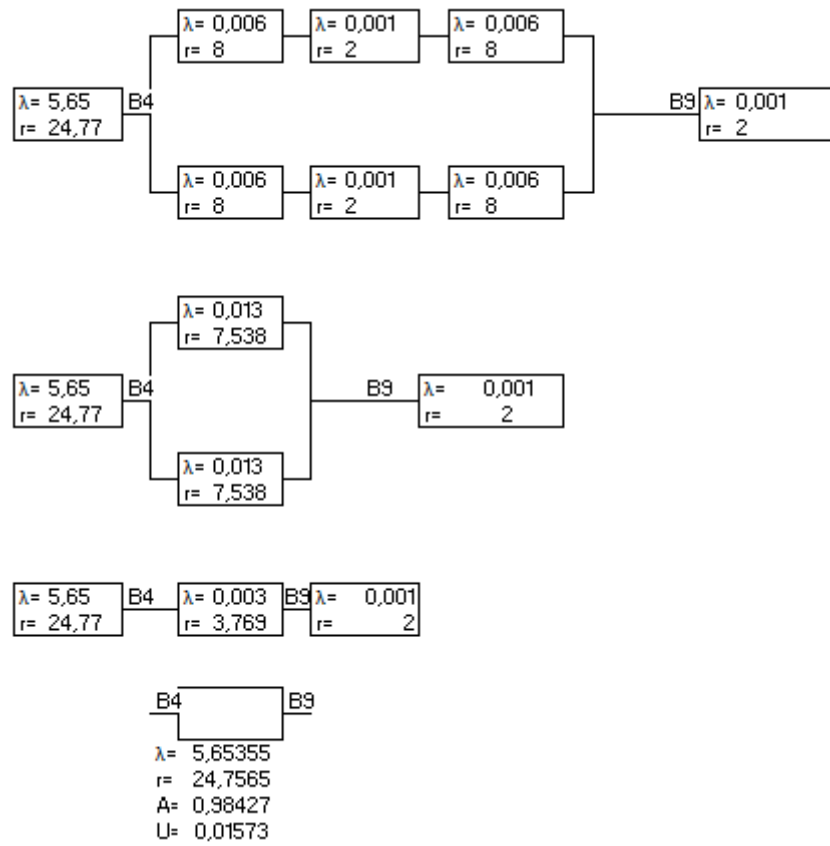 λ= 0,006 λ= 0,001 λ= 0,006
r= 8 r= 2 r= 8
λ= 5,65 B4 B9 λ= 0,001
r= 24,77 r= 2
λ= 0,006 λ= 0,001 λ= 0,006
r= 8 r= 2 r= 8
λ= 0,013
r= 7,538
λ= 5,65 B4 B9 λ= 0,001
r= 24,77 r= 2
λ= 0,013
r= 7,538
λ= 5,65 B4 λ= 0,003 B9 λ= 0,001
r= 24,77 r= 3,769 r= 2
B4 B9
λ= 5,65355
r= 24,7565
A= 0,98427
U= 0,01573